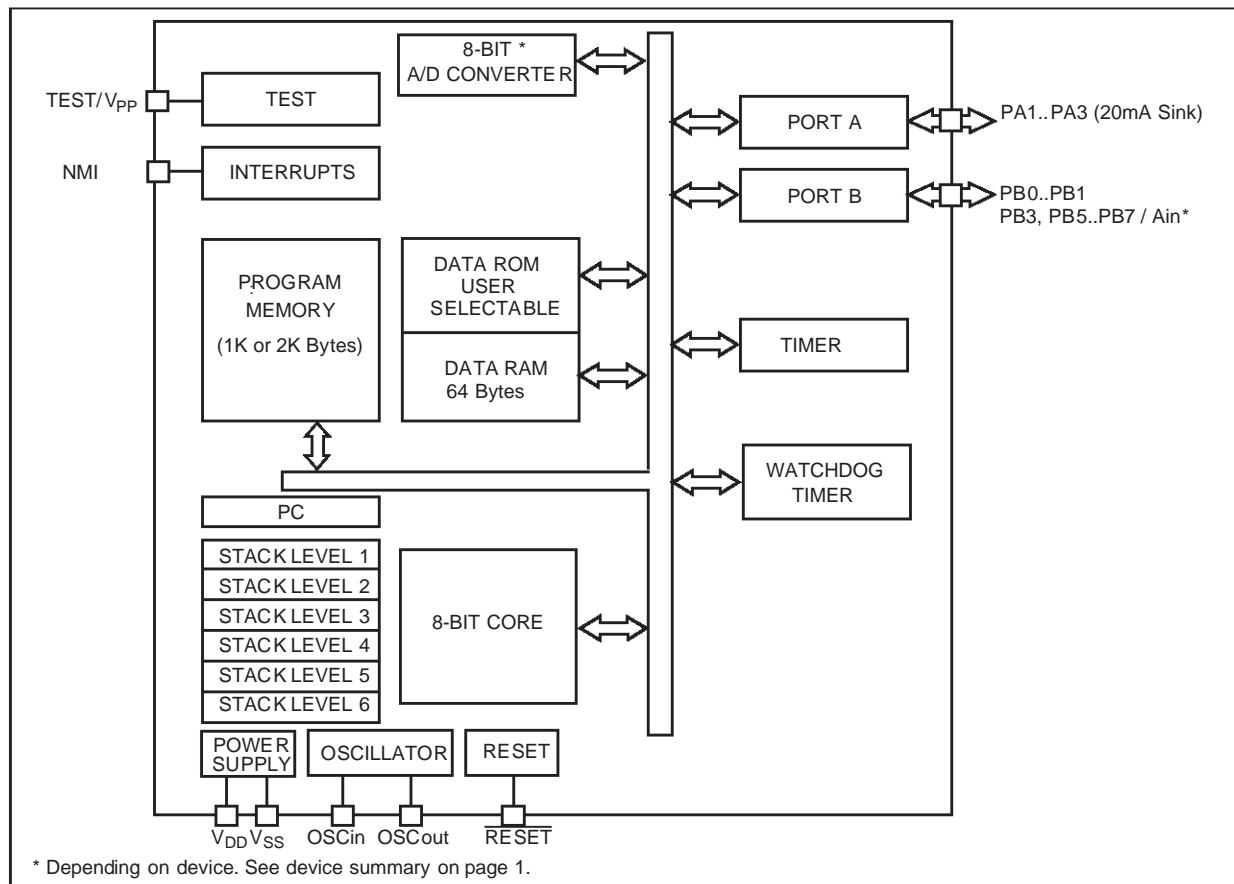 8-BIT *
A/D CONVERTER
TEST/VPP
TEST
PORT A
PA1..PA3 (20mA Sink)
NMI
INTERRUPTS
PORT B
PB0..PB1
PB3, PB5..PB7 / Ain*
PROGRAM
MEMORY
(1K or 2K Bytes)
DATA ROM
USER
SELECTABLE
DATA RAM
64 Bytes
TIMER
WATCHDOG
TIMER
PC
STACK LEVEL 1
STACK LEVEL 2
STACK LEVEL 3
STACK LEVEL 4
STACK LEVEL 5
STACK LEVEL 6
8-BIT CORE
POWER
SUPPLY
OSCILLATOR
RESET
VDD VSS OSCin OSCout RESET
* Depending on device. See device summary on page 1.